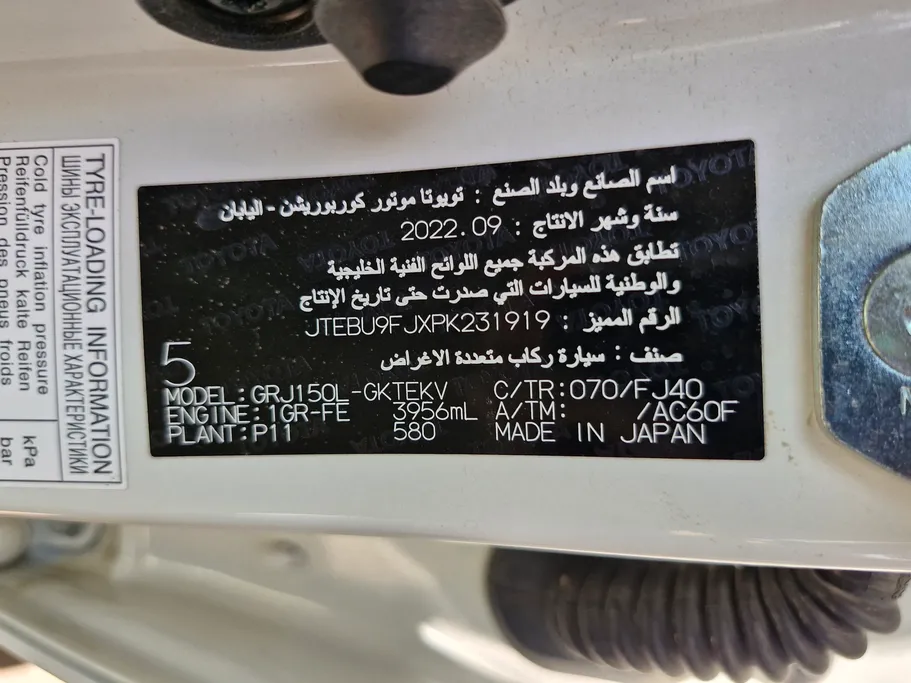 اسم الصانع وبلد الصنع : تويوتا موتور كوربوريشن - اليابان
سنة وشهر الانتاج : 2022.09
تطابق هذه المركبة جميع اللوائح الفنية الخليجية
والوطنية للسيارات التي صدرت حتى تاريخ الإنتاج
الرقم المميز : JTEBU9FJXPK231919
صنف : سيارة ركاب متعددة الاغراض
5
MODEL:GRJ150L-GKTEKV C/TR:070/FJ40
ENGINE:1GR-FE 3956mL A/TM: /AC60F
PLANT:P11 580 MADE IN JAPAN
TYRE-LOADING INFORMATION
ШИНЫ ЭКСПЛУАТАЦИОННЫЕ ХАРАКТЕРИСТИКИ
Cold tyre inflation pressure kPa
Reifenfülldruck kalte Reifen bar
Pression des pneus froids